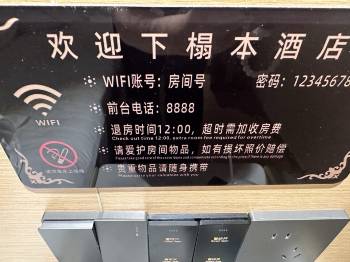 欢迎下榻本酒店
WIFI账号:房间号 密码:12345678
WIFI
前台电话:8888
退房时间12:00,超时需加收房费
Check out time 12:00, extra room fee required for overtime
请爱护房间物品,如有损坏照价赔偿
贵重物品请随身携带